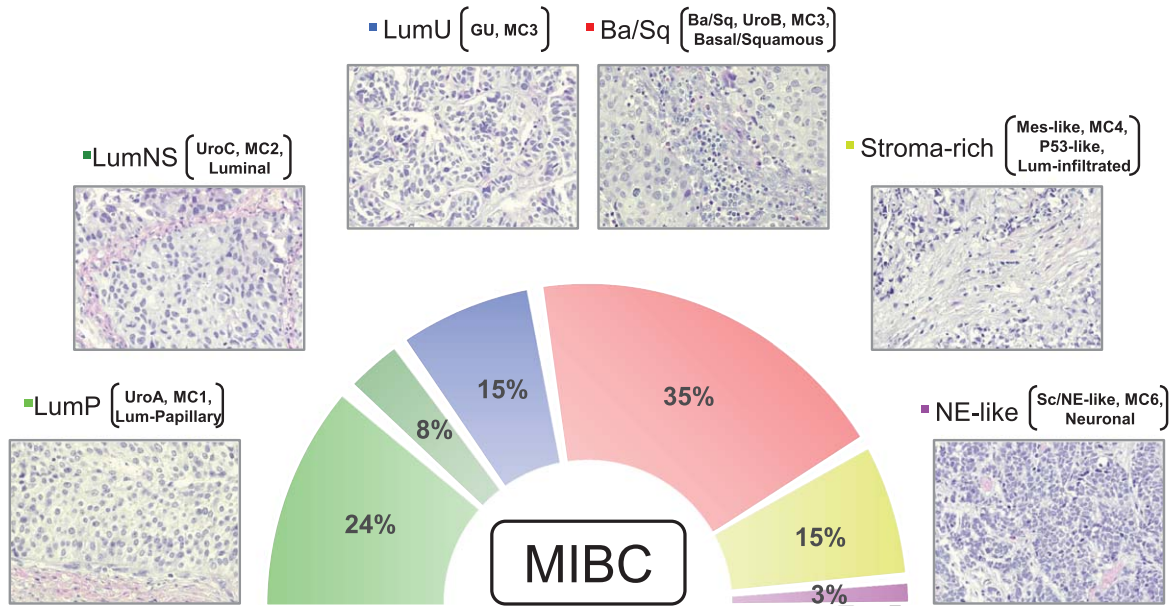 LumU
GU, MC3
Ba/Sq
Ba/Sq, UroB, MC3,
Basal/Squamous
LumNS
UroC, MC2,
Luminal
Stroma-rich
Mes-like, MC4,
P53-like,
Lum-infiltrated
LumP
UroA, MC1,
Lum-Papillary
NE-like
Sc/NE-like, MC6,
Neuronal
24%
8%
15%
35%
15%
3%
MIBC